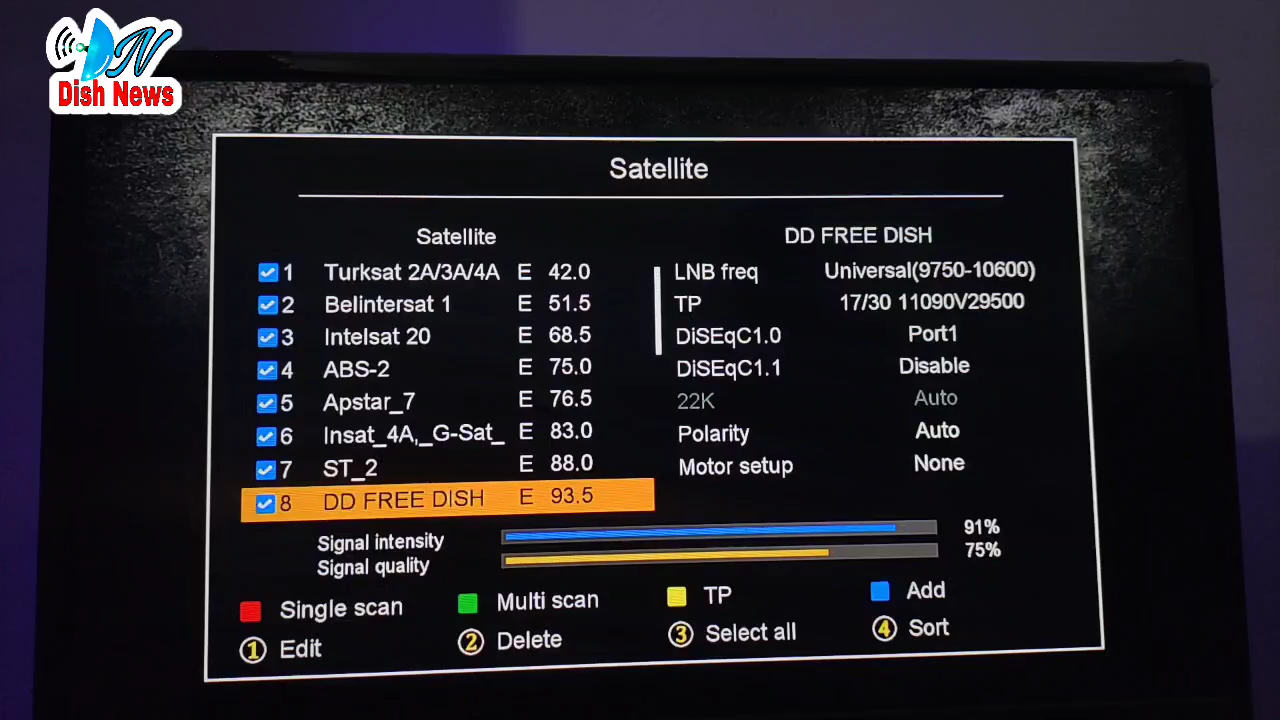 N
Dish News
Satellite
Satellite
1 Turksat 2A/3A/4A E 42.0
2 Belintersat 1 E 51.5
3 Intelsat 20 E 68.5
4 ABS-2 E 75.0
5 Apstar_7 E 76.5
6 Insat_4A,_G-Sat_ E 83.0
7 ST_2 E 88.0
8 DD FREE DISH E 93.5
DD FREE DISH
LNB freq Universal(9750-10600)
TP 17/30 11090V29500
DiSEqC1.0 Port1
DiSEqC1.1 Disable
22K Auto
Polarity Auto
Motor setup None
Signal intensity 91%
Signal quality 75%
Single scan Multi scan TP Add
1 Edit 2 Delete 3 Select all 4 Sort